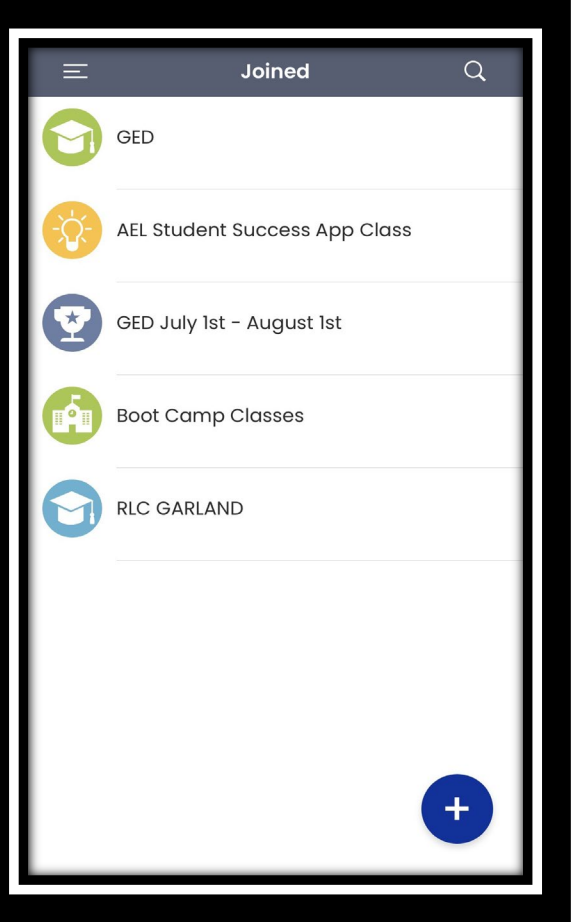 Joined
GED
AEL Student Success App Class
GED July 1st - August 1st
Boot Camp Classes
RLC GARLAND